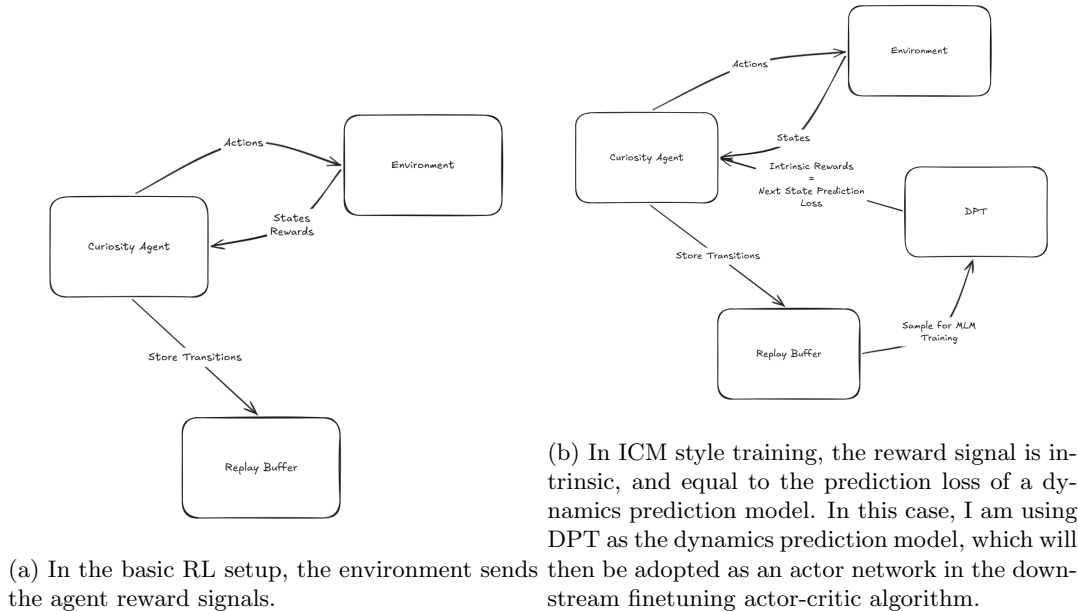 Actions
Environment
Curiosity Agent
States
Rewards
Store Transitions
Replay Buffer
(a) In the basic RL setup, the environment sends
the agent reward signals.
Environment
Actions
States
Curiosity Agent
Intrinsic Rewards
=
Next State Prediction
Loss
DPT
Store Transitions
Sample for MLM
Training
Replay Buffer
(b) In ICM style training, the reward signal is in-
trinsic, and equal to the prediction loss of a dy-
namics prediction model. In this case, I am using
DPT as the dynamics prediction model, which will
then be adopted as an actor network in the down-
stream finetuning actor-critic algorithm.